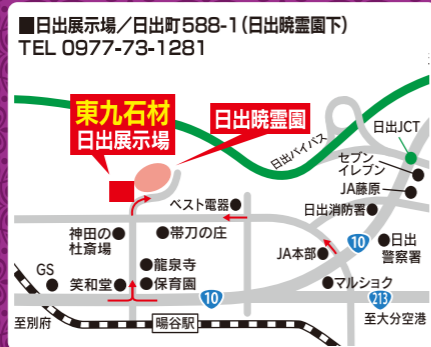 ■日出展示場／日出町588-1(日出暁霊園下)
TEL 0977-73-1281
東九石材
日出展示場
日出暁霊園
日出バイパス
日出JCT
セブン
イレブン
JA藤原
ベスト電器
日出消防署
神田の
杜斎場
帯刀の庄
JA本部
10
日出
警察署
GS
龍泉寺
笑和堂
保育園
10
マルショク
213
至別府
暘谷駅
至大分空港